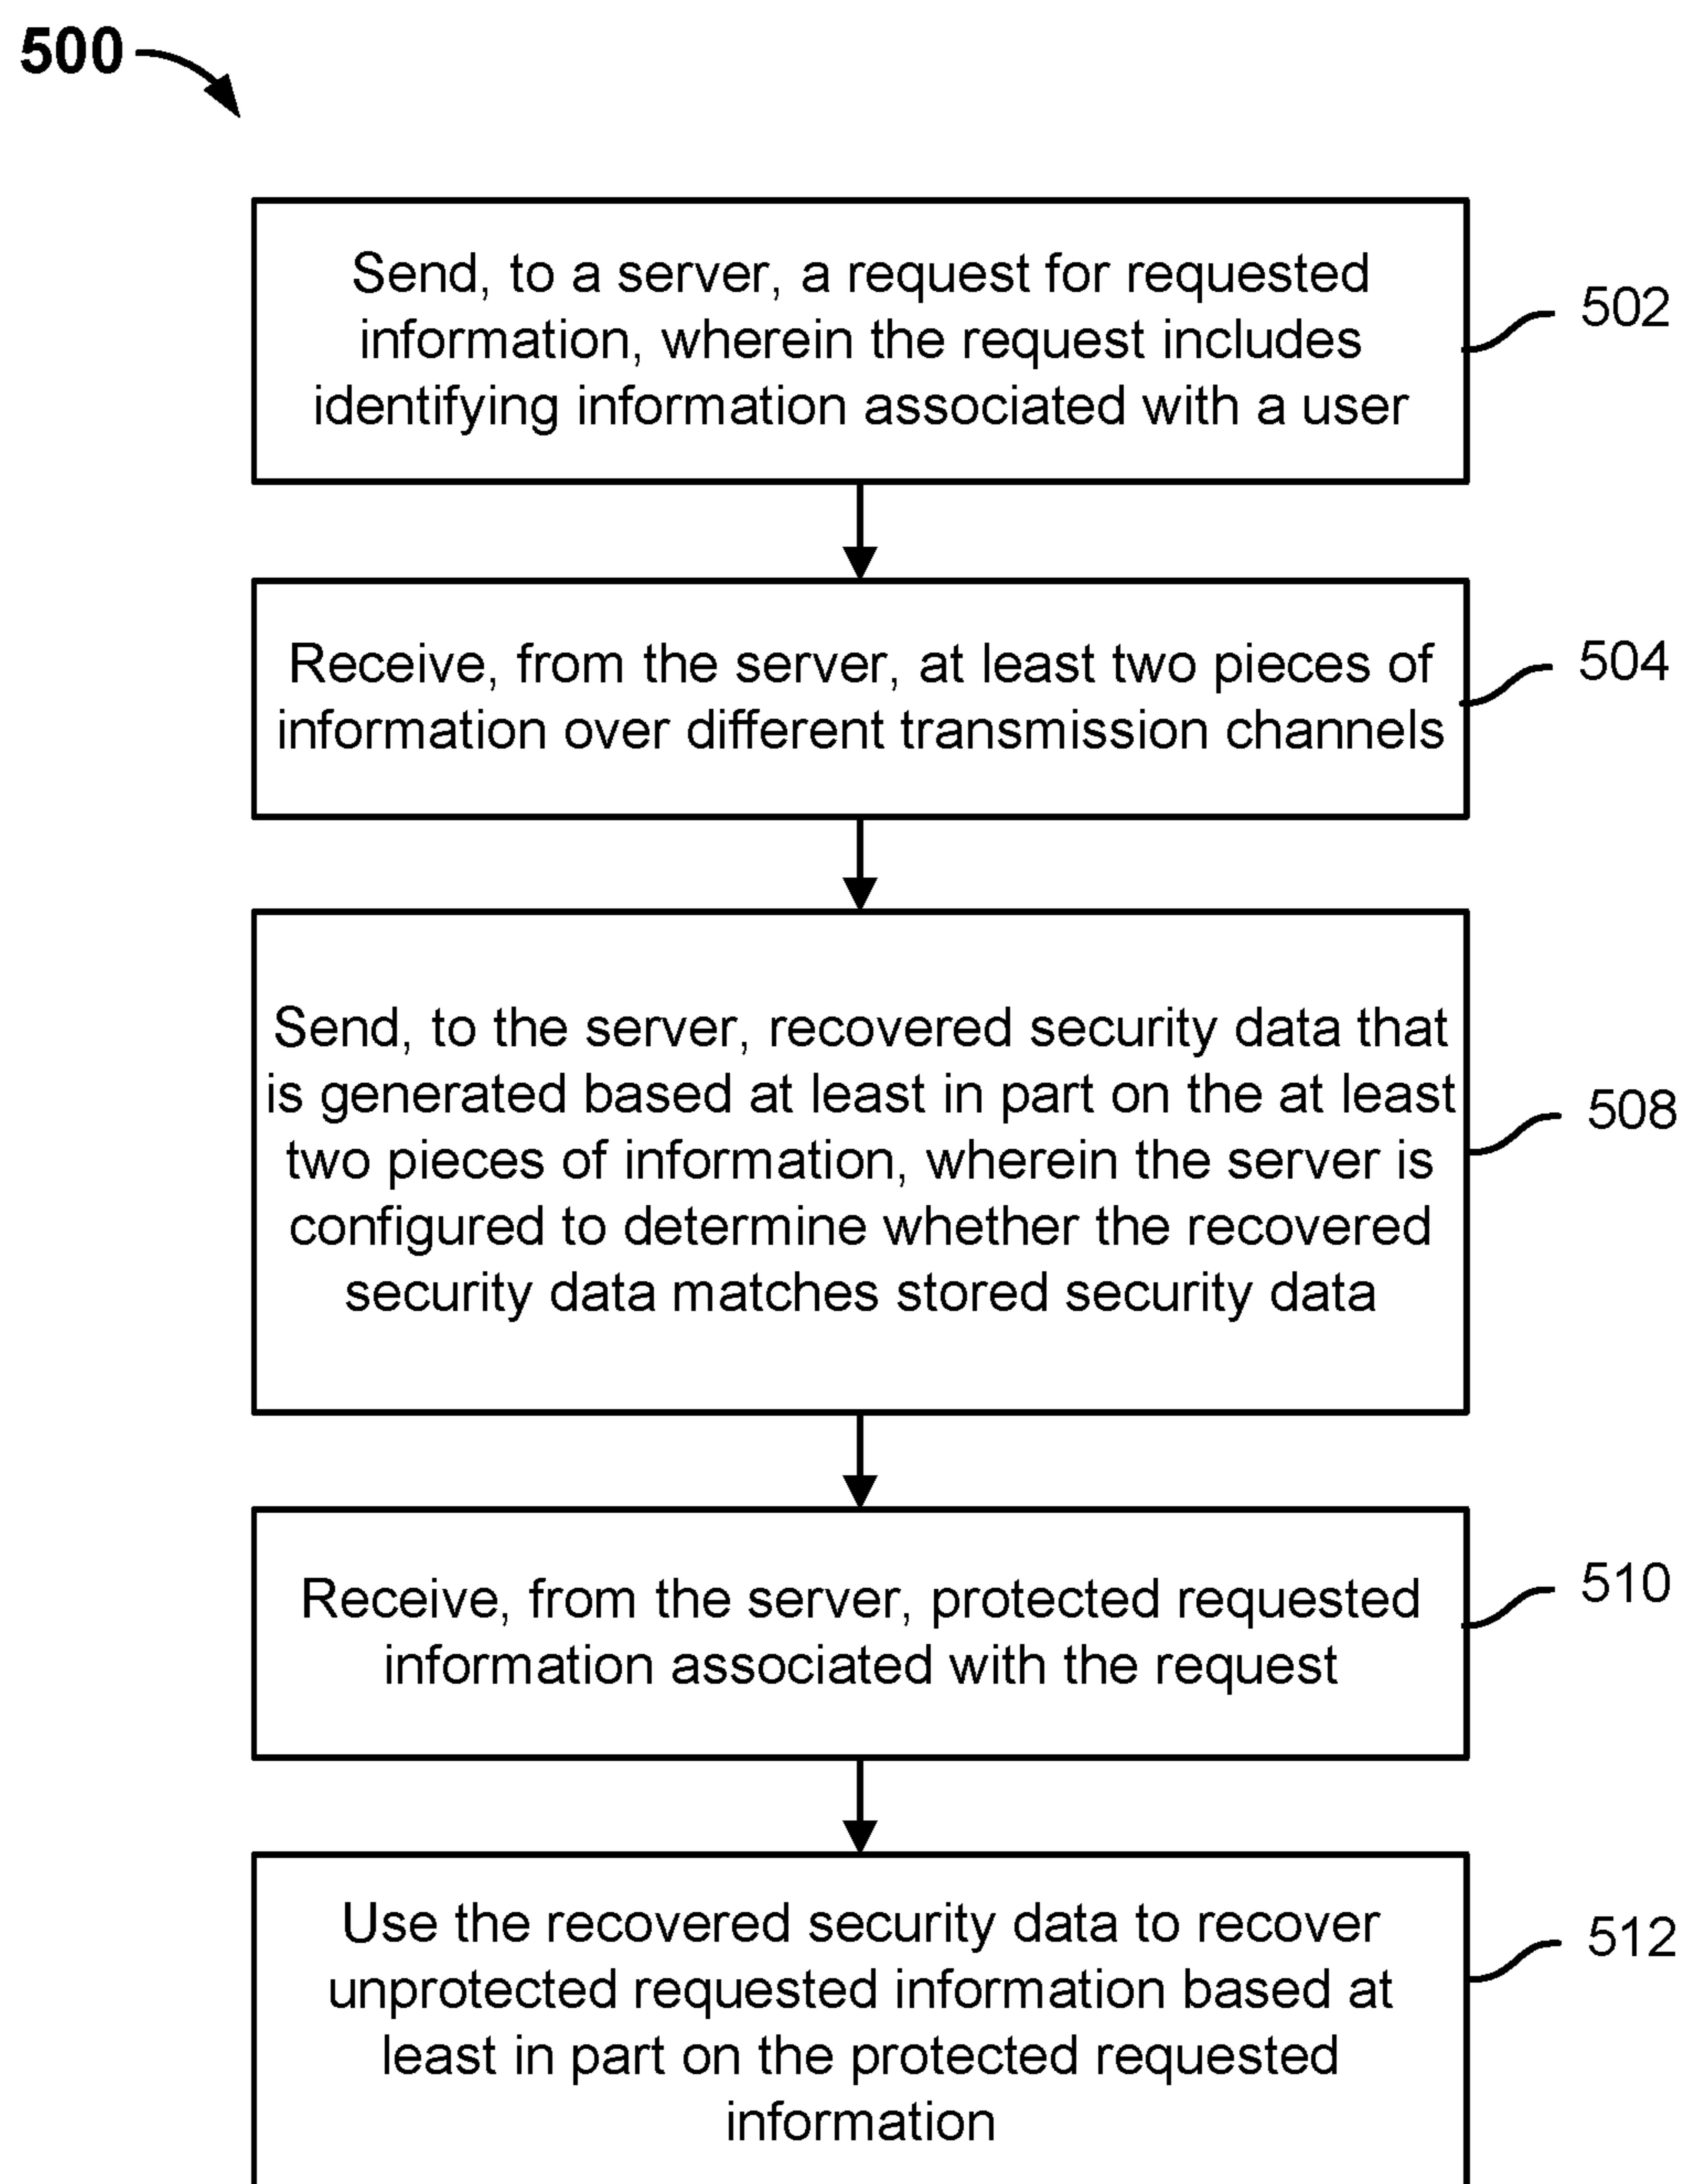 500
Send, to a server, a request for requested
information, wherein the request includes
identifying information associated with a user
502
Receive, from the server, at least two pieces of
information over different transmission channels
504
Send, to the server, recovered security data that
is generated based at least in part on the at least
two pieces of information, wherein the server is
configured to determine whether the recovered
security data matches stored security data
508
Receive, from the server, protected requested
information associated with the request
510
Use the recovered security data to recover
unprotected requested information based at
least in part on the protected requested
information
512